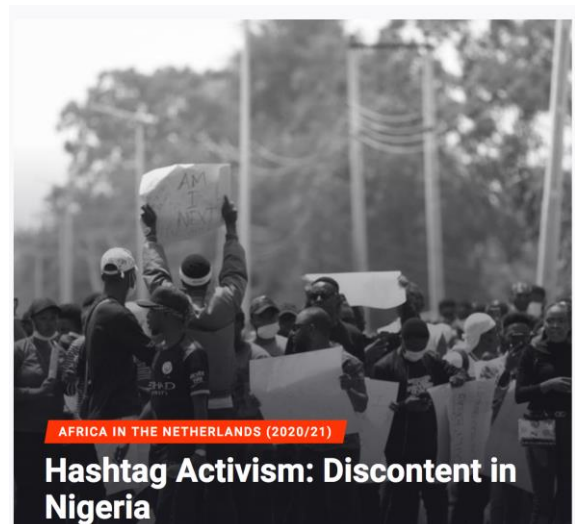 AM
I
NEXT
AFRICA IN THE NETHERLANDS (2020/21)
Hashtag Activism: Discontent in
Nigeria